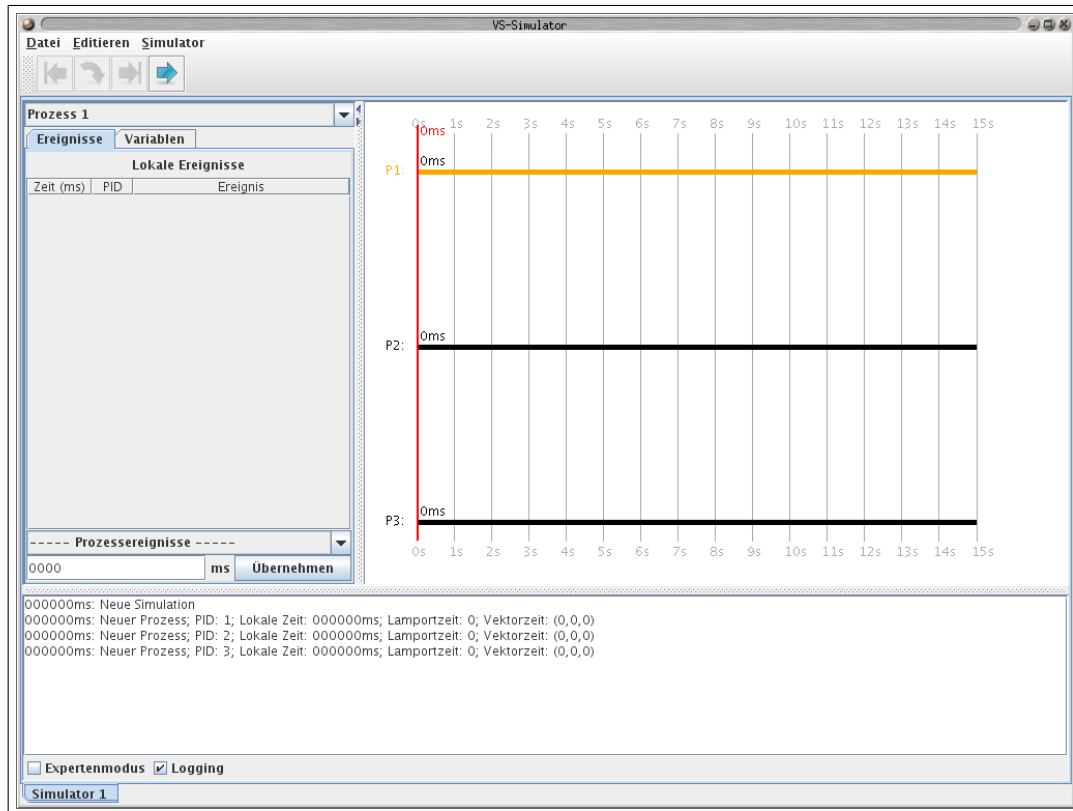 VS-Simulator
Datei Editieren Simulator
Prozess 1
Ereignisse Variablen
Lokale Ereignisse
Zeit (ms) PID Ereignis
----- Prozessereignisse -----
0000 ms Übernehmen
0s 1s 2s 3s 4s 5s 6s 7s 8s 9s 10s 11s 12s 13s 14s 15s
0ms
0ms
P1:
0ms
P2:
0ms
P3:
0s 1s 2s 3s 4s 5s 6s 7s 8s 9s 10s 11s 12s 13s 14s 15s
000000ms: Neue Simulation
000000ms: Neuer Prozess; PID: 1; Lokale Zeit: 000000ms; Lamportzeit: 0; Vektorzeit: (0,0,0)
000000ms: Neuer Prozess; PID: 2; Lokale Zeit: 000000ms; Lamportzeit: 0; Vektorzeit: (0,0,0)
000000ms: Neuer Prozess; PID: 3; Lokale Zeit: 000000ms; Lamportzeit: 0; Vektorzeit: (0,0,0)
Expertenmodus Logging
Simulator 1